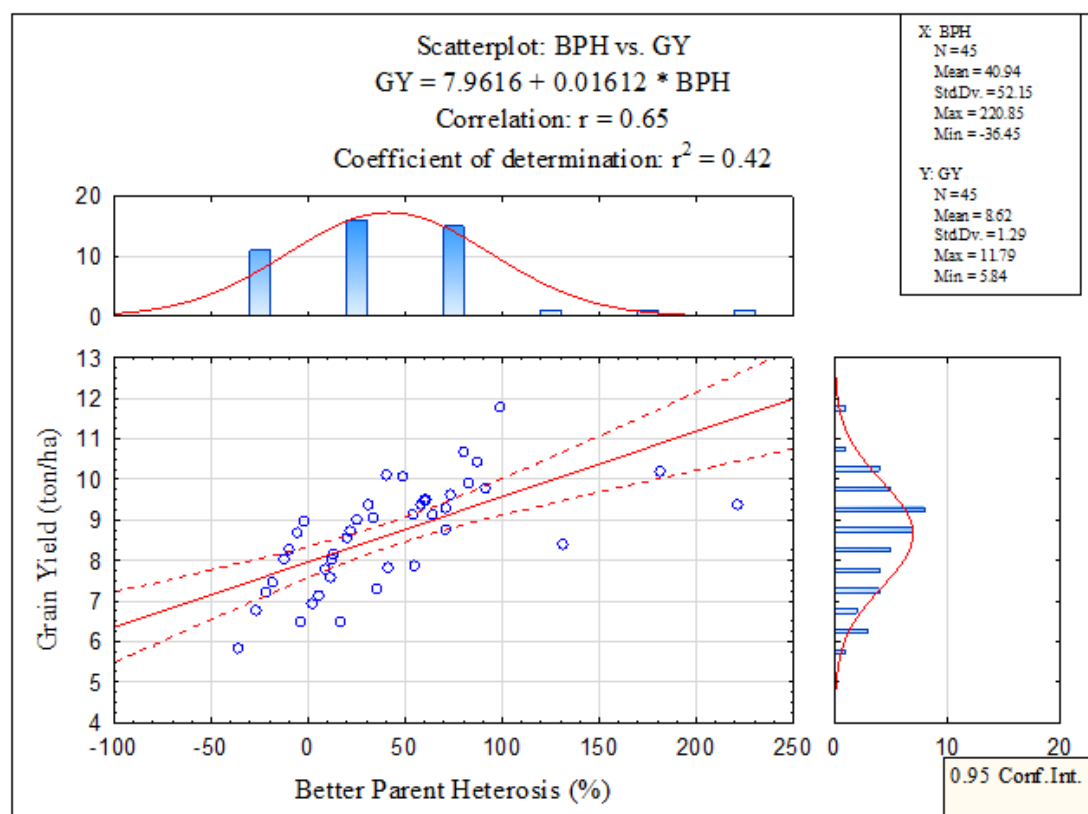 Scatterplot: BPH vs. GY
GY = 7.9616 + 0.01612 * BPH
Correlation: r = 0.65
Coefficient of determination: r² = 0.42
X: BPH
N = 45
Mean = 40.94
Std.Dv. = 52.15
Max = 220.85
Min = -36.45
Y: GY
N = 45
Mean = 8.62
Std.Dv. = 1.29
Max = 11.79
Min = 5.84
20
10
0
13
12
11
10
9
8
7
6
5
4
Grain Yield (ton/ha)
-100 -50 0 50 100 150 200 250
0 10 20
Better Parent Heterosis (%)
0.95 Conf.Int.